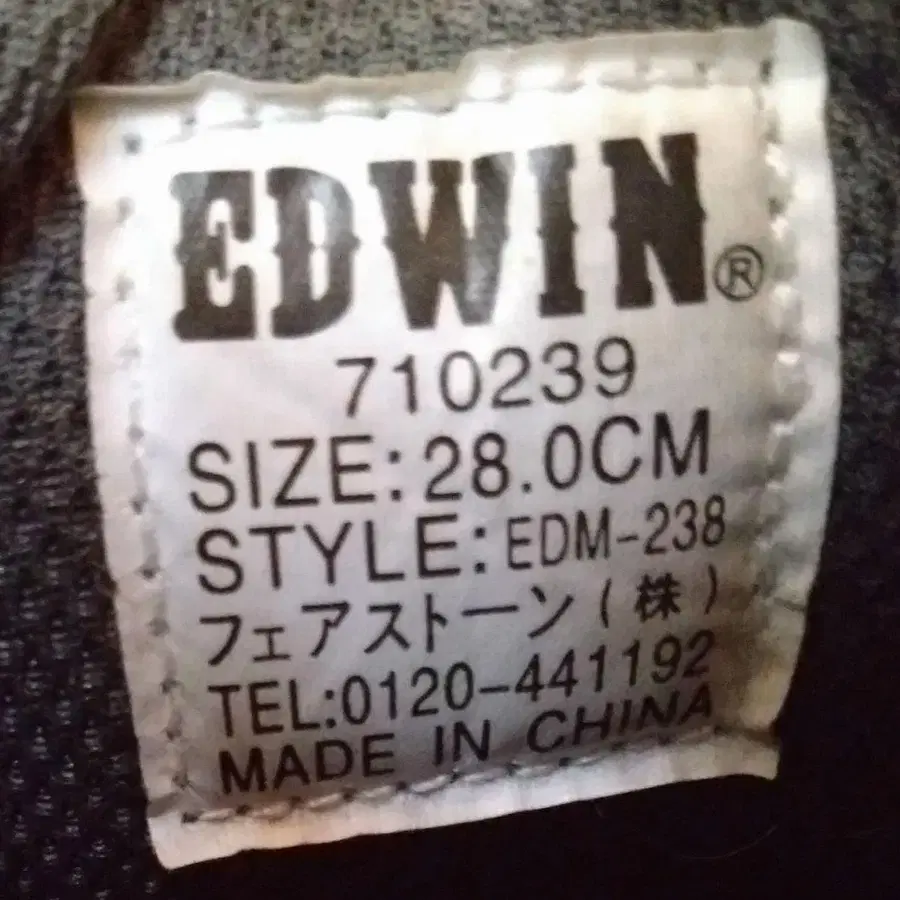 EDWIN®
710239
SIZE:28.0CM
STYLE:EDM-238
フェアストーン(株)
TEL:0120-441192
MADE IN CHINA